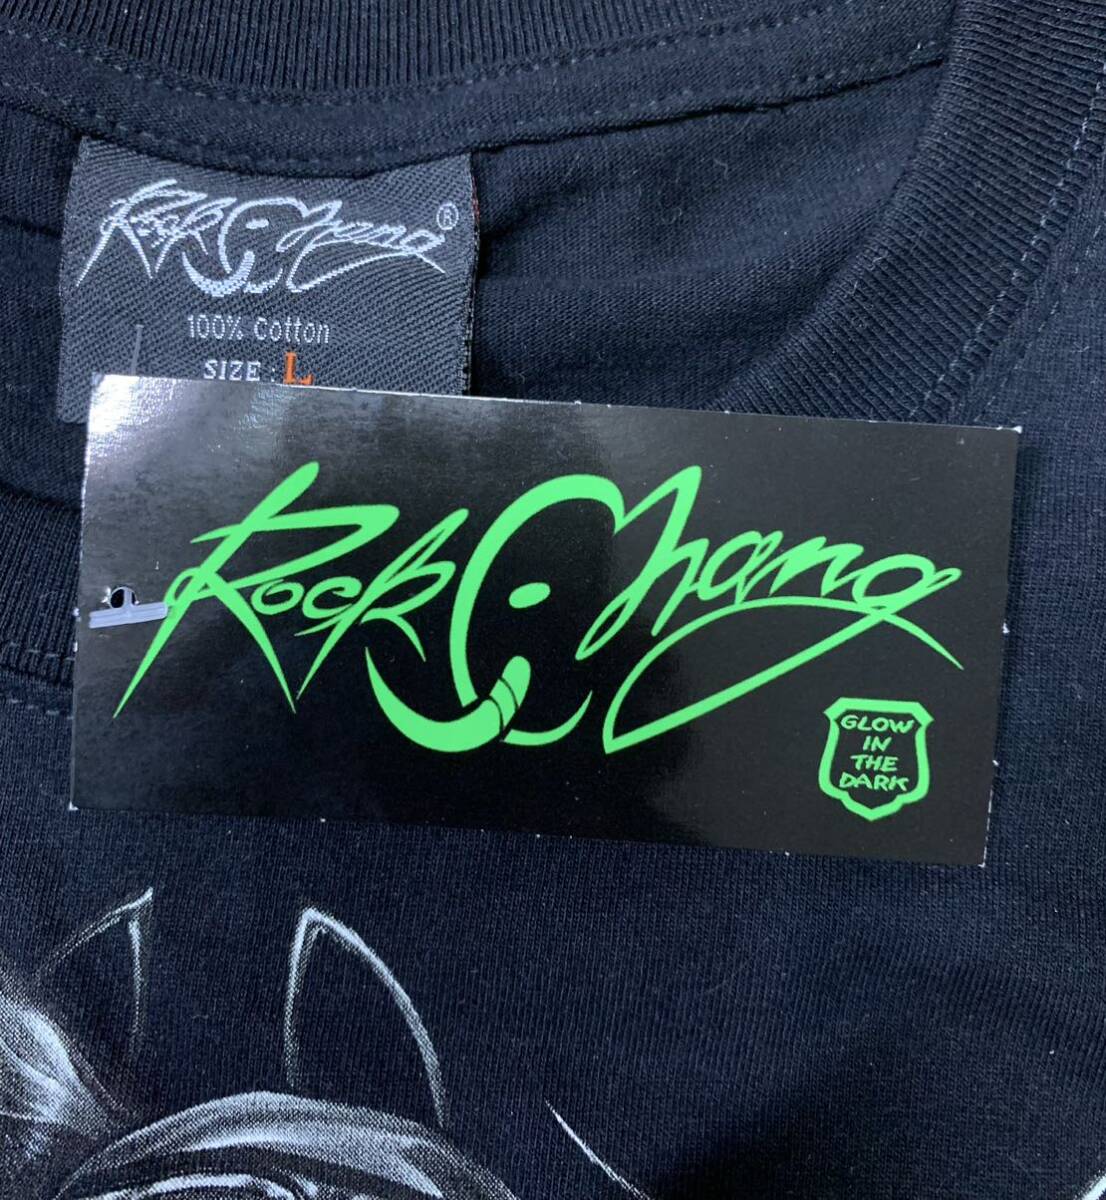 Rock Chang ®
100% Cotton
SIZE : L
Rock Chang
GLOW
IN
THE
DARK